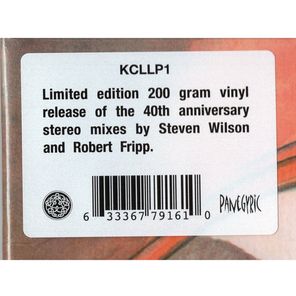 KCLLP1
Limited edition 200 gram vinyl
release of the 40th anniversary
stereo mixes by Steven Wilson
and Robert Fripp.
6 33367 79161 0
PANEGYRIC